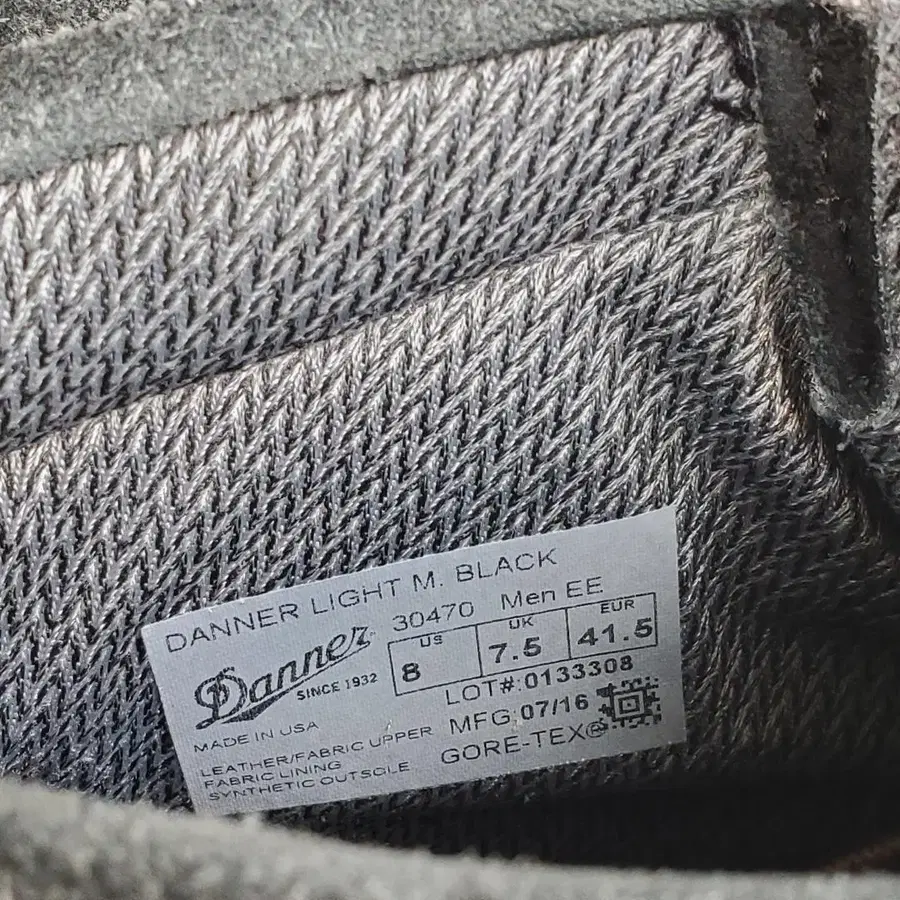 DANNER LIGHT M. BLACK
30470 Men EE
Danner™
SINCE 1932
US UK EUR
8 7.5 41.5
LOT#:0133308
MFG:07/16
MADE IN USA
GORE-TEX®
LEATHER/FABRIC UPPER
FABRIC LINING
SYNTHETIC OUTSOLE